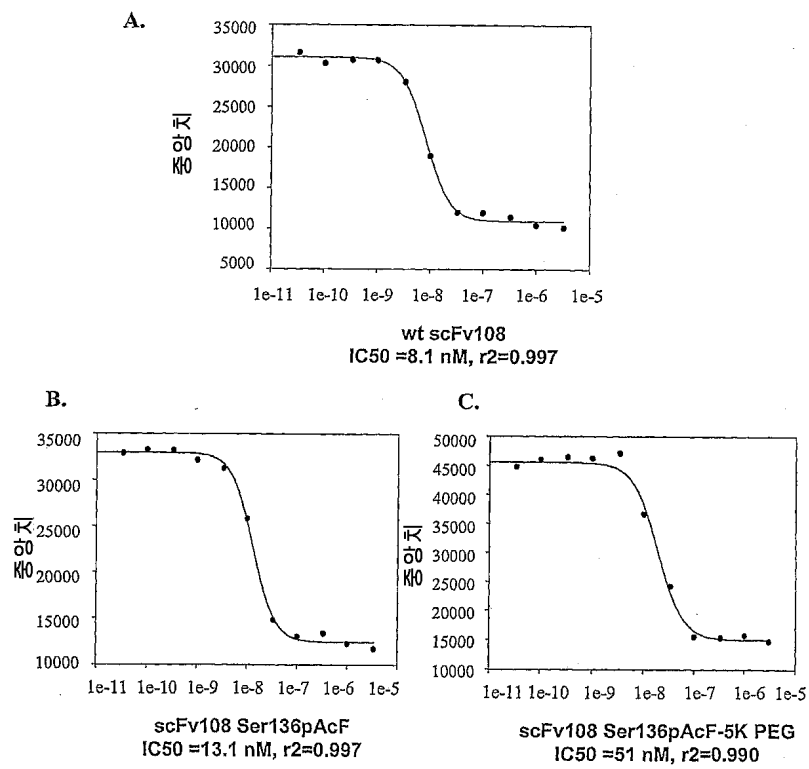 A.
중앙치
35000
30000
25000
20000
15000
10000
5000
1e-11 1e-10 1e-9 1e-8 1e-7 1e-6 1e-5
wt scFv108
IC50 =8.1 nM, r2=0.997
B.
중앙치
35000
30000
25000
20000
15000
10000
1e-11 1e-10 1e-9 1e-8 1e-7 1e-6 1e-5
scFv108 Ser136pAcF
IC50 =13.1 nM, r2=0.997
C.
중앙치
50000
45000
40000
35000
30000
25000
20000
15000
10000
1e-11 1e-10 1e-9 1e-8 1e-7 1e-6 1e-5
scFv108 Ser136pAcF-5K PEG
IC50 =51 nM, r2=0.990